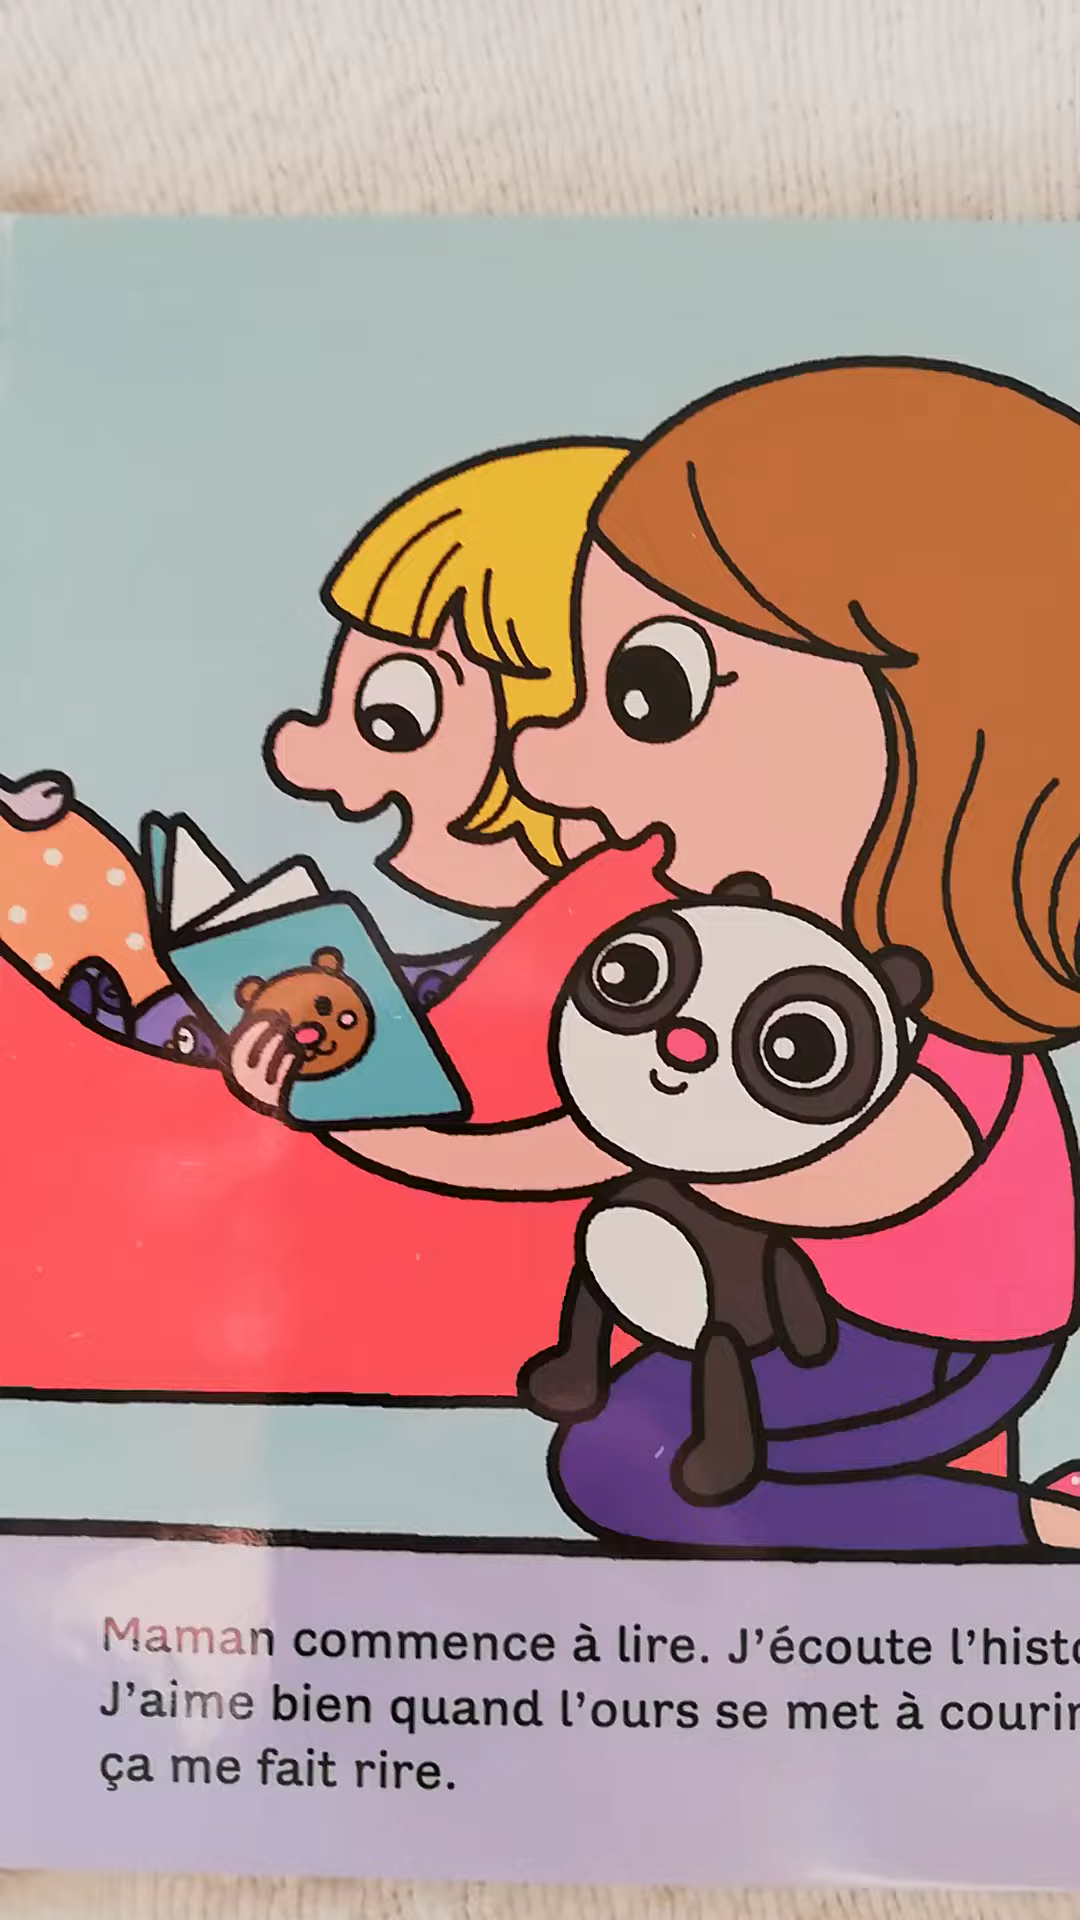 Maman commence à lire. J'écoute
J'aime bien quand l'ours se met à
ça me fait rire.